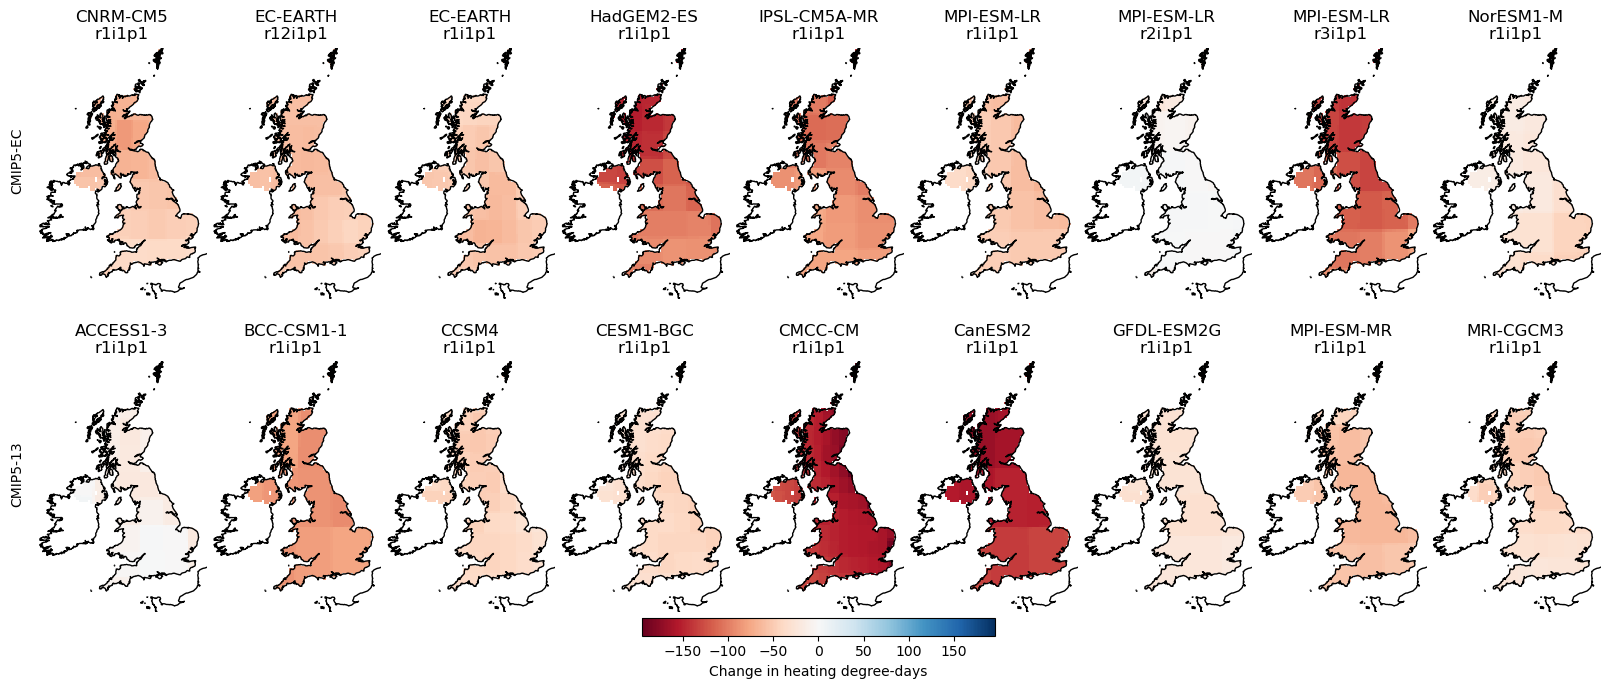 CNRM-CM5
r1i1p1
EC-EARTH
r12i1p1
EC-EARTH
r1i1p1
HadGEM2-ES
r1i1p1
IPSL-CM5A-MR
r1i1p1
MPI-ESM-LR
r1i1p1
MPI-ESM-LR
r2i1p1
MPI-ESM-LR
r3i1p1
NorESM1-M
r1i1p1
CMIP5-EC
ACCESS1-3
r1i1p1
BCC-CSM1-1
r1i1p1
CCSM4
r1i1p1
CESM1-BGC
r1i1p1
CMCC-CM
r1i1p1
CanESM2
r1i1p1
GFDL-ESM2G
r1i1p1
MPI-ESM-MR
r1i1p1
MRI-CGCM3
r1i1p1
CMIP5-13
−150 −100 −50 0 50 100 150
Change in heating degree-days